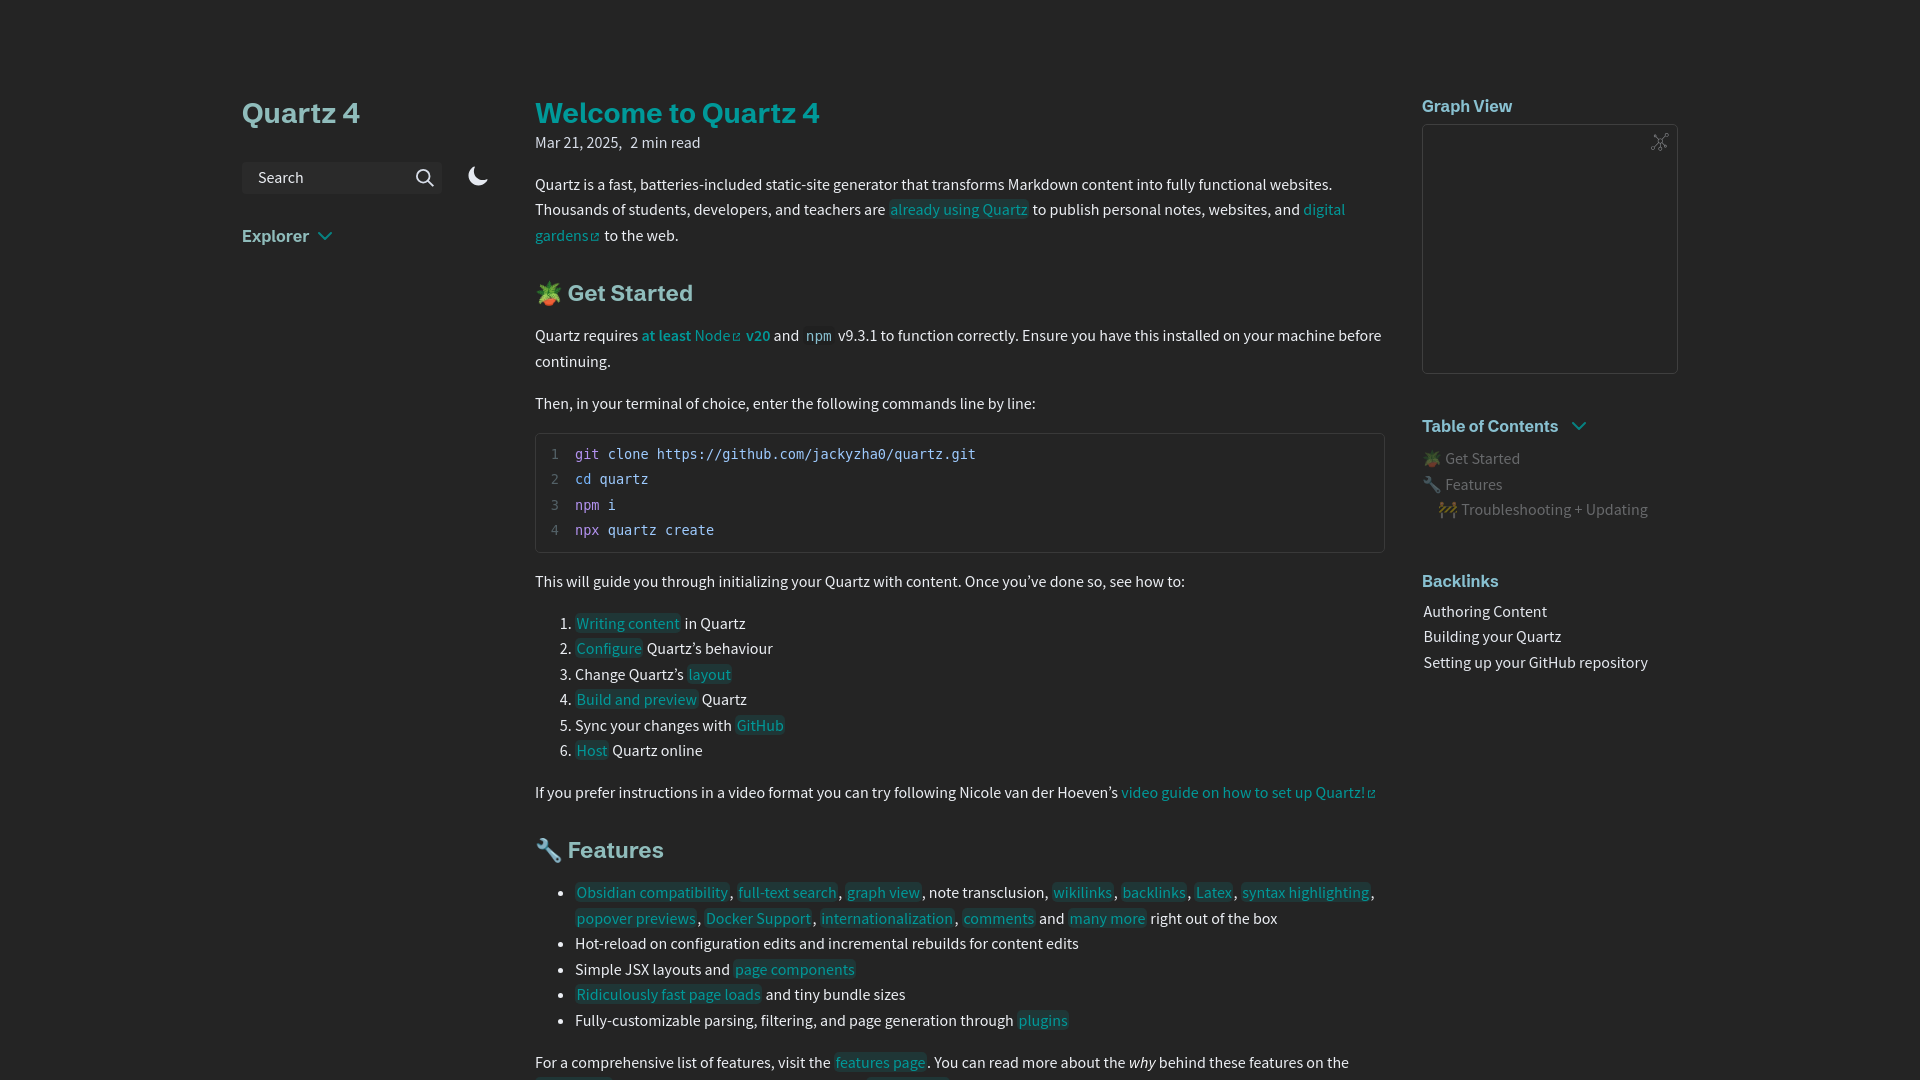 Quartz 4
Search
Explorer
Welcome to Quartz 4
Mar 21, 2025, 2 min read
Quartz is a fast, batteries-included static-site generator that transforms Markdown content into fully functional websites.
Thousands of students, developers, and teachers are already using Quartz to publish personal notes, websites, and digital
gardens to the web.
🪴 Get Started
Quartz requires at least Node v20 and npm v9.3.1 to function correctly. Ensure you have this installed on your machine before
continuing.
Then, in your terminal of choice, enter the following commands line by line:
1 git clone https://github.com/jackyzha0/quartz.git
2 cd quartz
3 npm i
4 npx quartz create
This will guide you through initializing your Quartz with content. Once you’ve done so, see how to:
1. Writing content in Quartz
2. Configure Quartz’s behaviour
3. Change Quartz’s layout
4. Build and preview Quartz
5. Sync your changes with GitHub
6. Host Quartz online
If you prefer instructions in a video format you can try following Nicole van der Hoeven’s video guide on how to set up Quartz!
🔧 Features
• Obsidian compatibility, full-text search, graph view, note transclusion, wikilinks, backlinks, Latex, syntax highlighting,
popover previews, Docker Support, internationalization, comments and many more right out of the box
• Hot-reload on configuration edits and incremental rebuilds for content edits
• Simple JSX layouts and page components
• Ridiculously fast page loads and tiny bundle sizes
• Fully-customizable parsing, filtering, and page generation through plugins
For a comprehensive list of features, visit the features page. You can read more about the why behind these features on the
Graph View
Table of Contents
🪴 Get Started
🔧 Features
🚧 Troubleshooting + Updating
Backlinks
Authoring Content
Building your Quartz
Setting up your GitHub repository